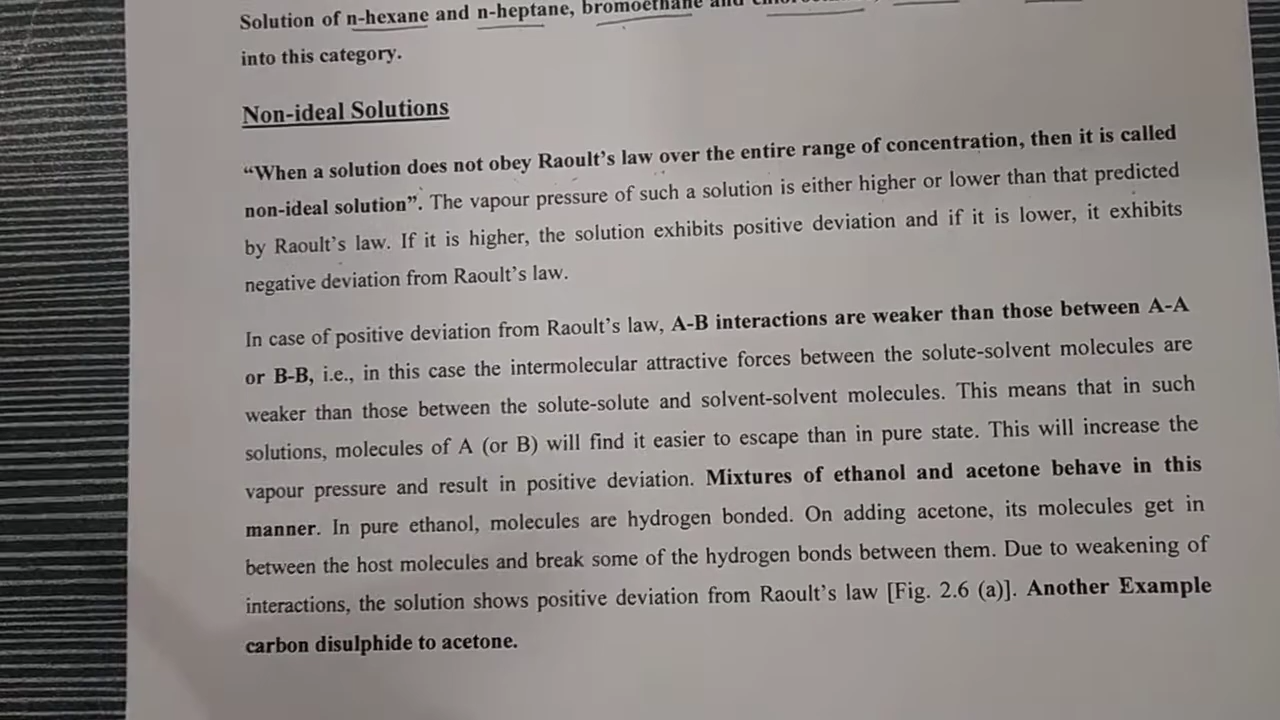 Solution of n-hexane and n-heptane, bromoethane and
into this category.
Non-ideal Solutions
“When a solution does not obey Raoult’s law over the entire range of concentration, then it is called
non-ideal solution”. The vapour pressure of such a solution is either higher or lower than that predicted
by Raoult’s law. If it is higher, the solution exhibits positive deviation and if it is lower, it exhibits
negative deviation from Raoult’s law.
In case of positive deviation from Raoult’s law, A-B interactions are weaker than those between A-A
or B-B, i.e., in this case the intermolecular attractive forces between the solute-solvent molecules are
weaker than those between the solute-solute and solvent-solvent molecules. This means that in such
solutions, molecules of A (or B) will find it easier to escape than in pure state. This will increase the
vapour pressure and result in positive deviation. Mixtures of ethanol and acetone behave in this
manner. In pure ethanol, molecules are hydrogen bonded. On adding acetone, its molecules get in
between the host molecules and break some of the hydrogen bonds between them. Due to weakening of
interactions, the solution shows positive deviation from Raoult’s law [Fig. 2.6 (a)]. Another Example
carbon disulphide to acetone.